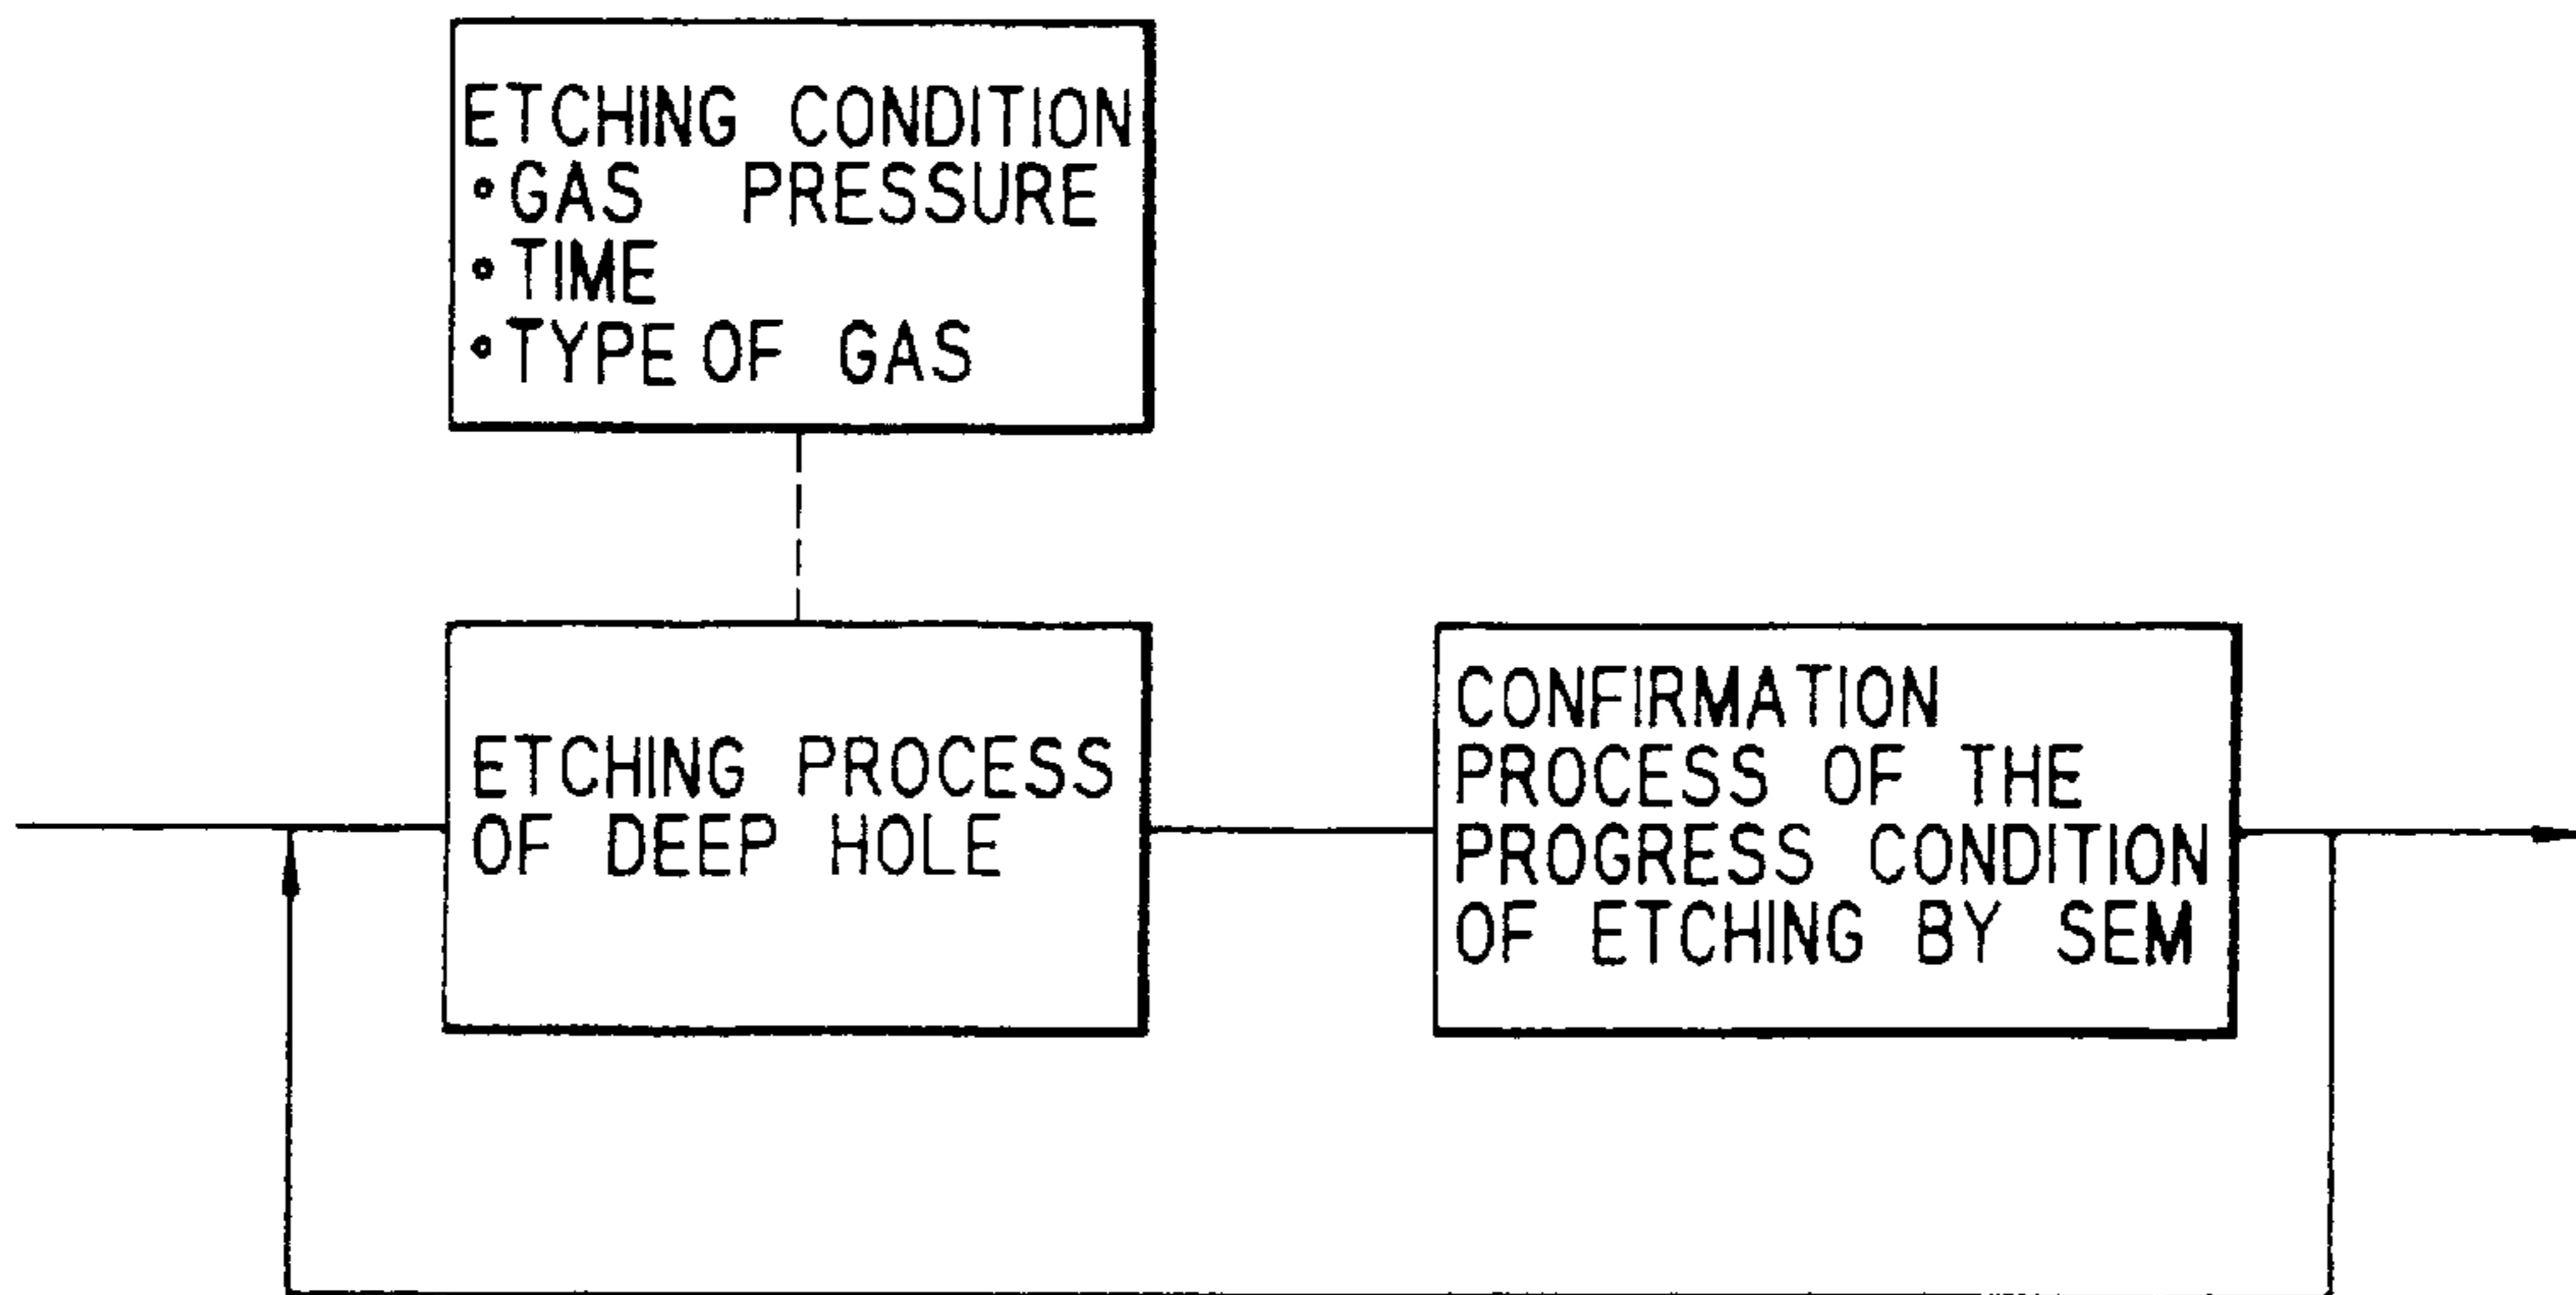 ETCHING CONDITION
∘GAS PRESSURE
∘TIME
∘TYPE OF GAS
ETCHING PROCESS
OF DEEP HOLE
CONFIRMATION
PROCESS OF THE
PROGRESS CONDITION
OF ETCHING BY SEM